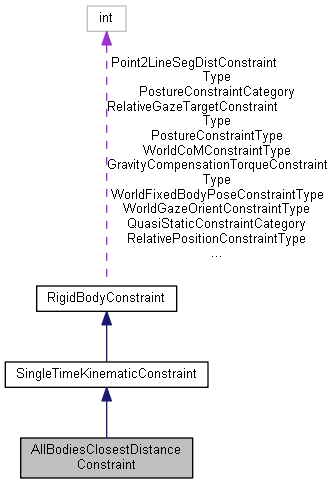 int
Point2LineSegDistConstraint
Type
PostureConstraintCategory
RelativeGazeTargetConstraint
Type
PostureConstraintType
WorldCoMConstraintType
GravityCompensationTorqueConstraint
Type
WorldFixedBodyPoseConstraintType
WorldGazeOrientConstraintType
QuasiStaticConstraintCategory
RelativePositionConstraintType
...
RigidBodyConstraint
SingleTimeKinematicConstraint
AllBodiesClosestDistance
Constraint